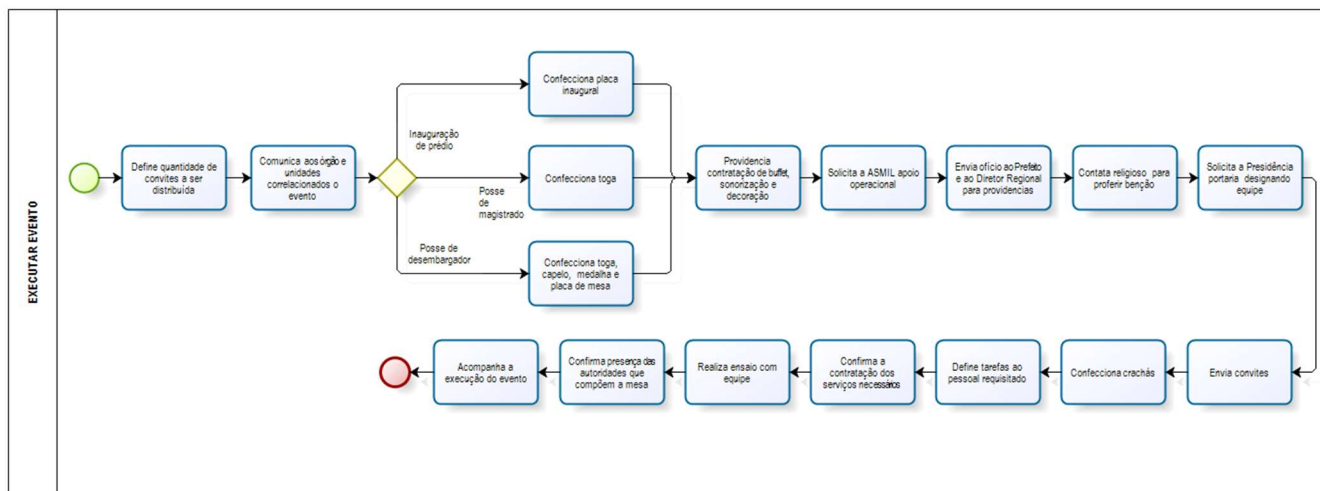 EXECUTAR EVENTO
Define quantidade de
convites a ser
distribuída
Comunica aos órgão e
unidades
correlacionados o
evento
Inauguração
de prédio
Posse
de
magistrado
Posse de
desembargador
Confecciona placa
inaugural
Confecciona toga
Confecciona toga,
capelo, medalha e
placa de mesa
Providencia
contratação de buffet,
sonorização e
decoração
Solicita a ASMIL apoio
operacional
Envia ofício ao Prefeito
e ao Diretor Regional
para providencias
Contata religioso para
proferir benção
Solicita a Presidência
portaria designando
equipe
Envia convites
Confecciona crachás
Define tarefas ao
pessoal requisitado
Confirma a
contratação dos
serviços necessários
Realiza ensaio com
equipe
Confirma presença das
autoridades que
compõem a mesa
Acompanha a
execução do evento